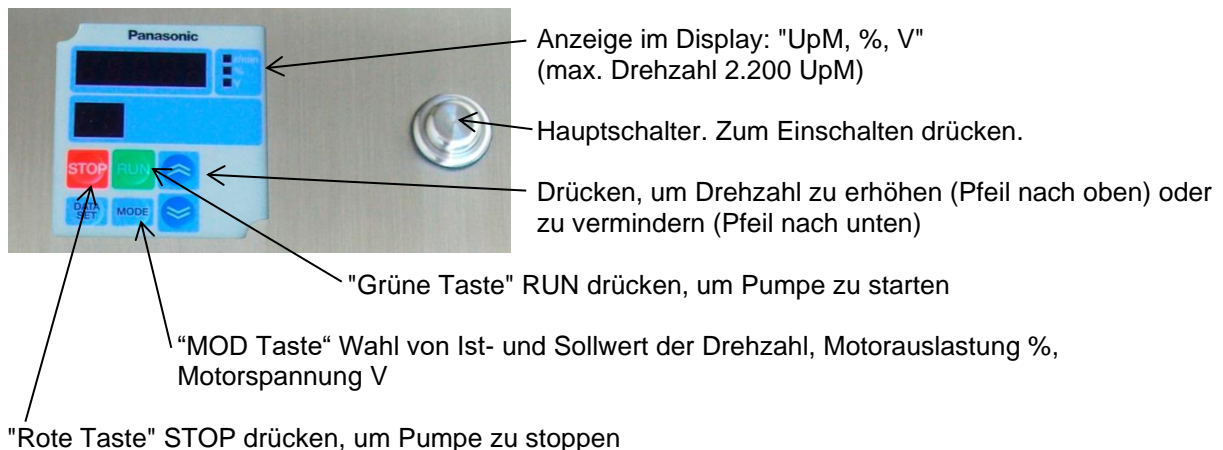 Panasonic
Anzeige im Display: "UpM, %, V"
(max. Drehzahl 2.200 UpM)
%
V
Hauptschalter. Zum Einschalten drücken.
STOP RUN
Drücken, um Drehzahl zu erhöhen (Pfeil nach oben) oder
zu vermindern (Pfeil nach unten)
DATA
SET
MODE
"Grüne Taste" RUN drücken, um Pumpe zu starten
“MOD Taste“ Wahl von Ist- und Sollwert der Drehzahl, Motorauslastung %,
Motorspannung V
"Rote Taste" STOP drücken, um Pumpe zu stoppen